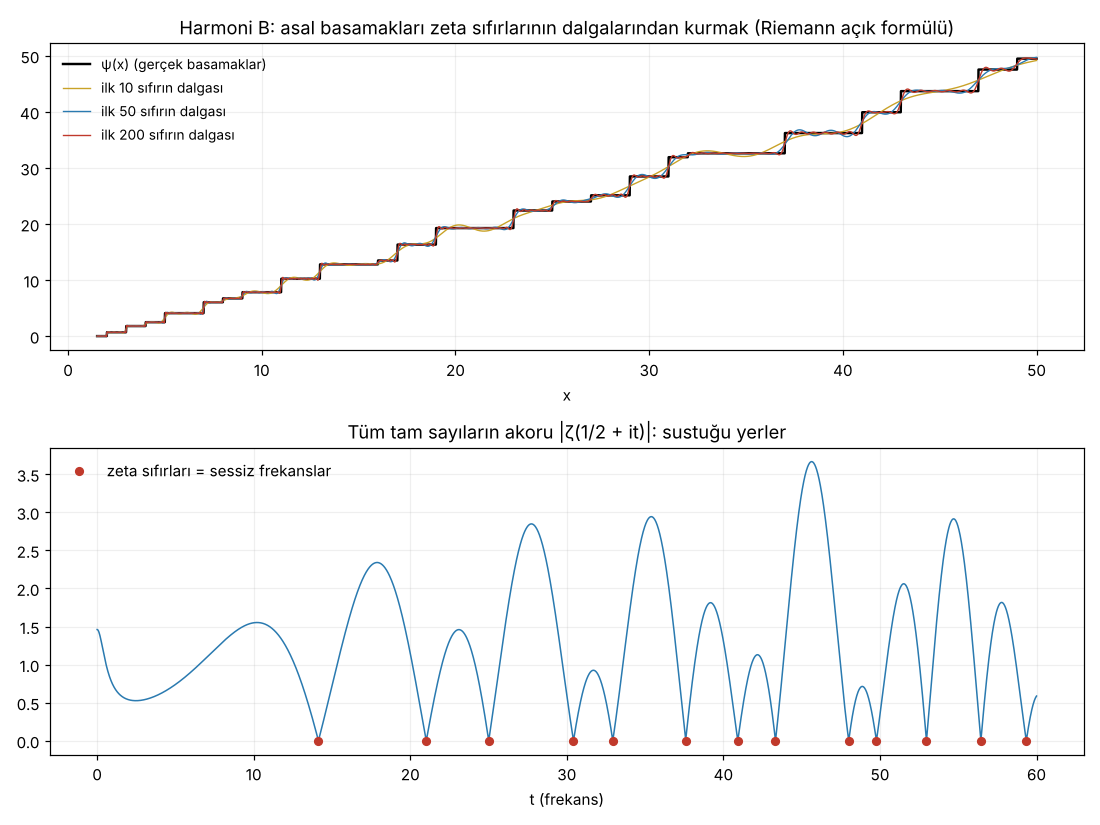 Harmoni B: asal basamakları zeta sıfırlarının dalgalarından kurmak (Riemann açık formülü)
50
40
30
20
10
0
ψ(x) (gerçek basamaklar)
ilk 10 sıfırın dalgası
ilk 50 sıfırın dalgası
ilk 200 sıfırın dalgası
0 10 20 30 40 50
x
Tüm tam sayıların akoru |ζ(1/2 + it)|: sustuğu yerler
3.5
3.0
2.5
2.0
1.5
1.0
0.5
0.0
zeta sıfırları = sessiz frekanslar
0 10 20 30 40 50 60
t (frekans)